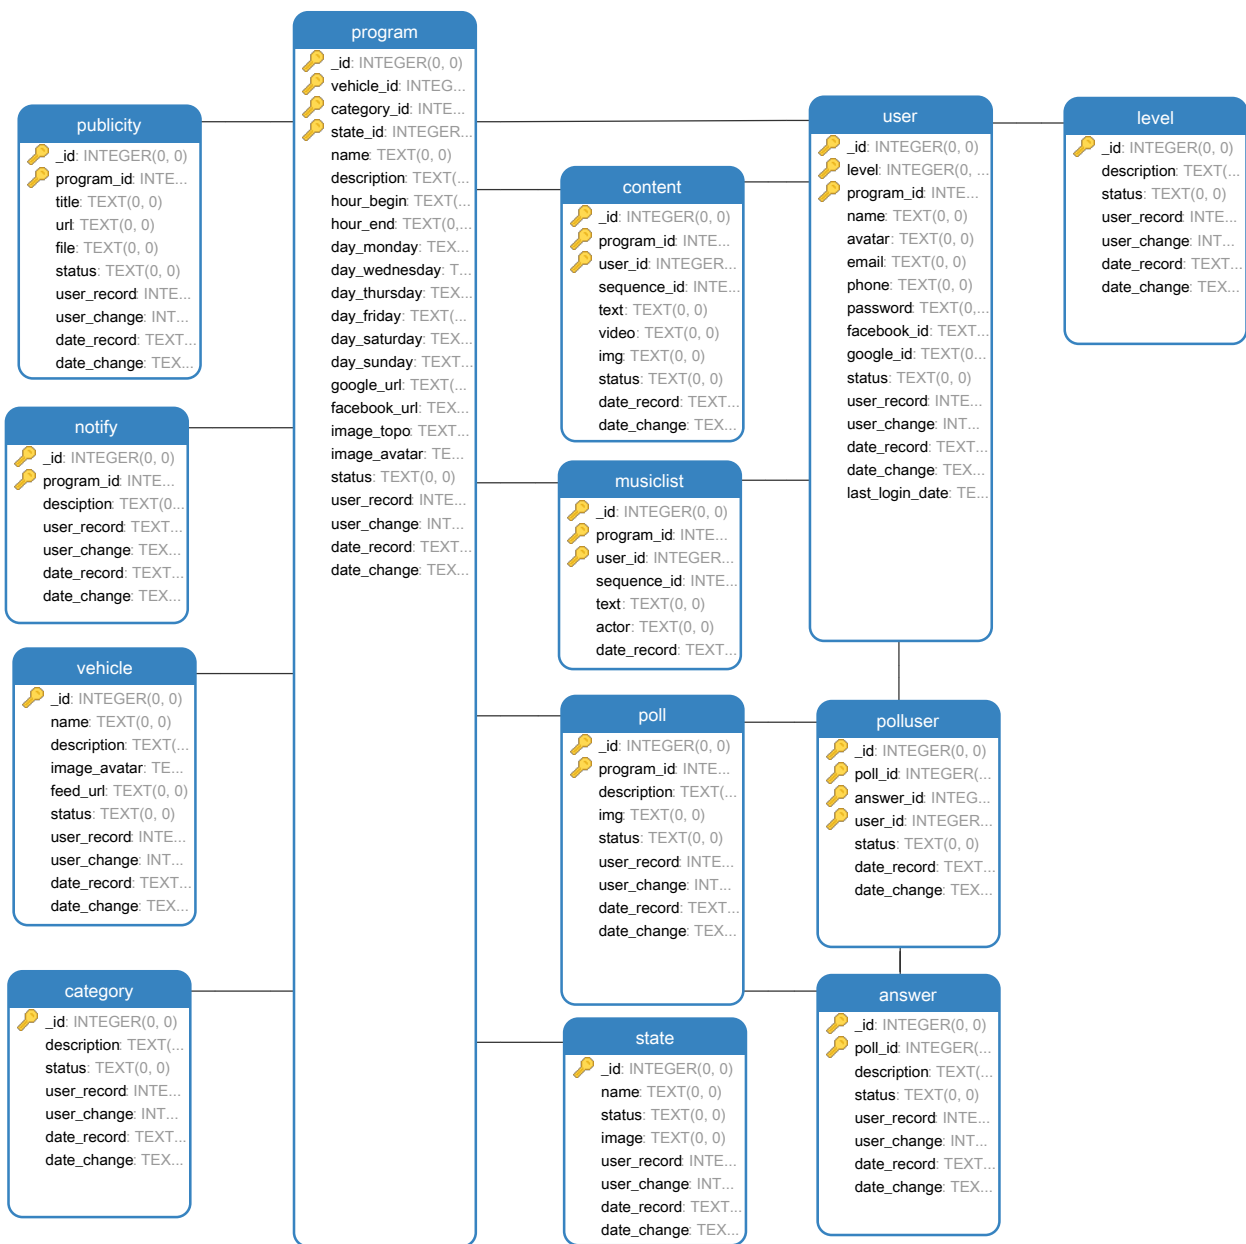 program
_id: INTEGER(0, 0)
vehicle_id: INTEG...
category_id: INTE...
state_id: INTEGER...
name: TEXT(0, 0)
description: TEXT(...
hour_begin: TEXT(...
hour_end: TEXT(0,...
day_monday: TEX...
day_wednesday: T...
day_thursday: TEX...
day_friday: TEXT(...
day_saturday: TEX...
day_sunday: TEXT...
google_url: TEXT(...
facebook_url: TEX...
image_topo: TEXT...
image_avatar: TE...
status: TEXT(0, 0)
user_record: INTE...
user_change: INT...
date_record: TEXT...
date_change: TEX...
publicity
_id: INTEGER(0, 0)
program_id: INTE...
title: TEXT(0, 0)
url: TEXT(0, 0)
file: TEXT(0, 0)
status: TEXT(0, 0)
user_record: INTE...
user_change: INT...
date_record: TEXT...
date_change: TEX...
notify
_id: INTEGER(0, 0)
program_id: INTE...
desciption: TEXT(0...
user_record: TEXT...
user_change: TEX...
date_record: TEXT...
date_change: TEX...
vehicle
_id: INTEGER(0, 0)
name: TEXT(0, 0)
description: TEXT(...
image_avatar: TE...
feed_url: TEXT(0, 0)
status: TEXT(0, 0)
user_record: INTE...
user_change: INT...
date_record: TEXT...
date_change: TEX...
category
_id: INTEGER(0, 0)
description: TEXT(...
status: TEXT(0, 0)
user_record: INTE...
user_change: INT...
date_record: TEXT...
date_change: TEX...
content
_id: INTEGER(0, 0)
program_id: INTE...
user_id: INTEGER...
sequence_id: INTE...
text: TEXT(0, 0)
video: TEXT(0, 0)
img: TEXT(0, 0)
status: TEXT(0, 0)
date_record: TEXT...
date_change: TEX...
musiclist
_id: INTEGER(0, 0)
program_id: INTE...
user_id: INTEGER...
sequence_id: INTE...
text: TEXT(0, 0)
actor: TEXT(0, 0)
date_record: TEXT...
poll
_id: INTEGER(0, 0)
program_id: INTE...
description: TEXT(...
img: TEXT(0, 0)
status: TEXT(0, 0)
user_record: INTE...
user_change: INT...
date_record: TEXT...
date_change: TEX...
state
_id: INTEGER(0, 0)
name: TEXT(0, 0)
status: TEXT(0, 0)
image: TEXT(0, 0)
user_record: INTE...
user_change: INT...
date_record: TEXT...
date_change: TEX...
user
_id: INTEGER(0, 0)
level: INTEGER(0, ...
program_id: INTE...
name: TEXT(0, 0)
avatar: TEXT(0, 0)
email: TEXT(0, 0)
phone: TEXT(0, 0)
password: TEXT(0,...
facebook_id: TEXT...
google_id: TEXT(0...
status: TEXT(0, 0)
user_record: INTE...
user_change: INT...
date_record: TEXT...
date_change: TEX...
last_login_date: TE...
polluser
_id: INTEGER(0, 0)
poll_id: INTEGER(...
answer_id: INTEG...
user_id: INTEGER...
status: TEXT(0, 0)
date_record: TEXT...
date_change: TEX...
answer
_id: INTEGER(0, 0)
poll_id: INTEGER(...
description: TEXT(...
status: TEXT(0, 0)
user_record: INTE...
user_change: INT...
date_record: TEXT...
date_change: TEX...
level
_id: INTEGER(0, 0)
description: TEXT(...
status: TEXT(0, 0)
user_record: INTE...
user_change: INT...
date_record: TEXT...
date_change: TEX...